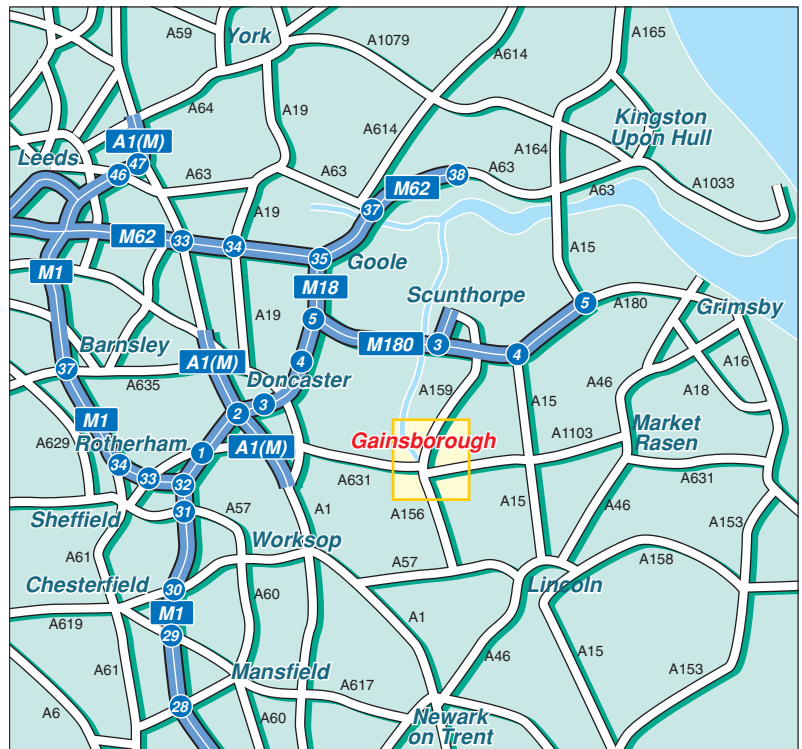 A59
York
A1079
A614
A165
A64
A19
A614
Kingston
Upon Hull
A1(M)
Leeds
47
46
A63
A63
38
A164
A63
M62
A1033
A63
37
A19
M62
33
34
A15
35
Goole
M1
M18
Scunthorpe
5
A180
Grimsby
5
A19
M180
3
4
Barnsley
A1(M)
4
A16
37
A635
Doncaster
A159
A46
A18
M1
3
2
A15
Market
Rasen
A629
Rotherham
A1(M)
Gainsborough
A1103
1
34
33
32
A631
A631
31
A57
A1
A156
A15
A46
Sheffield
A153
Worksop
A61
A57
A158
Chesterfield
30
A60
Lincoln
M1
A619
29
A1
A46
A15
A61
Mansfield
A153
A617
A6
28
A60
Newark
on Trent